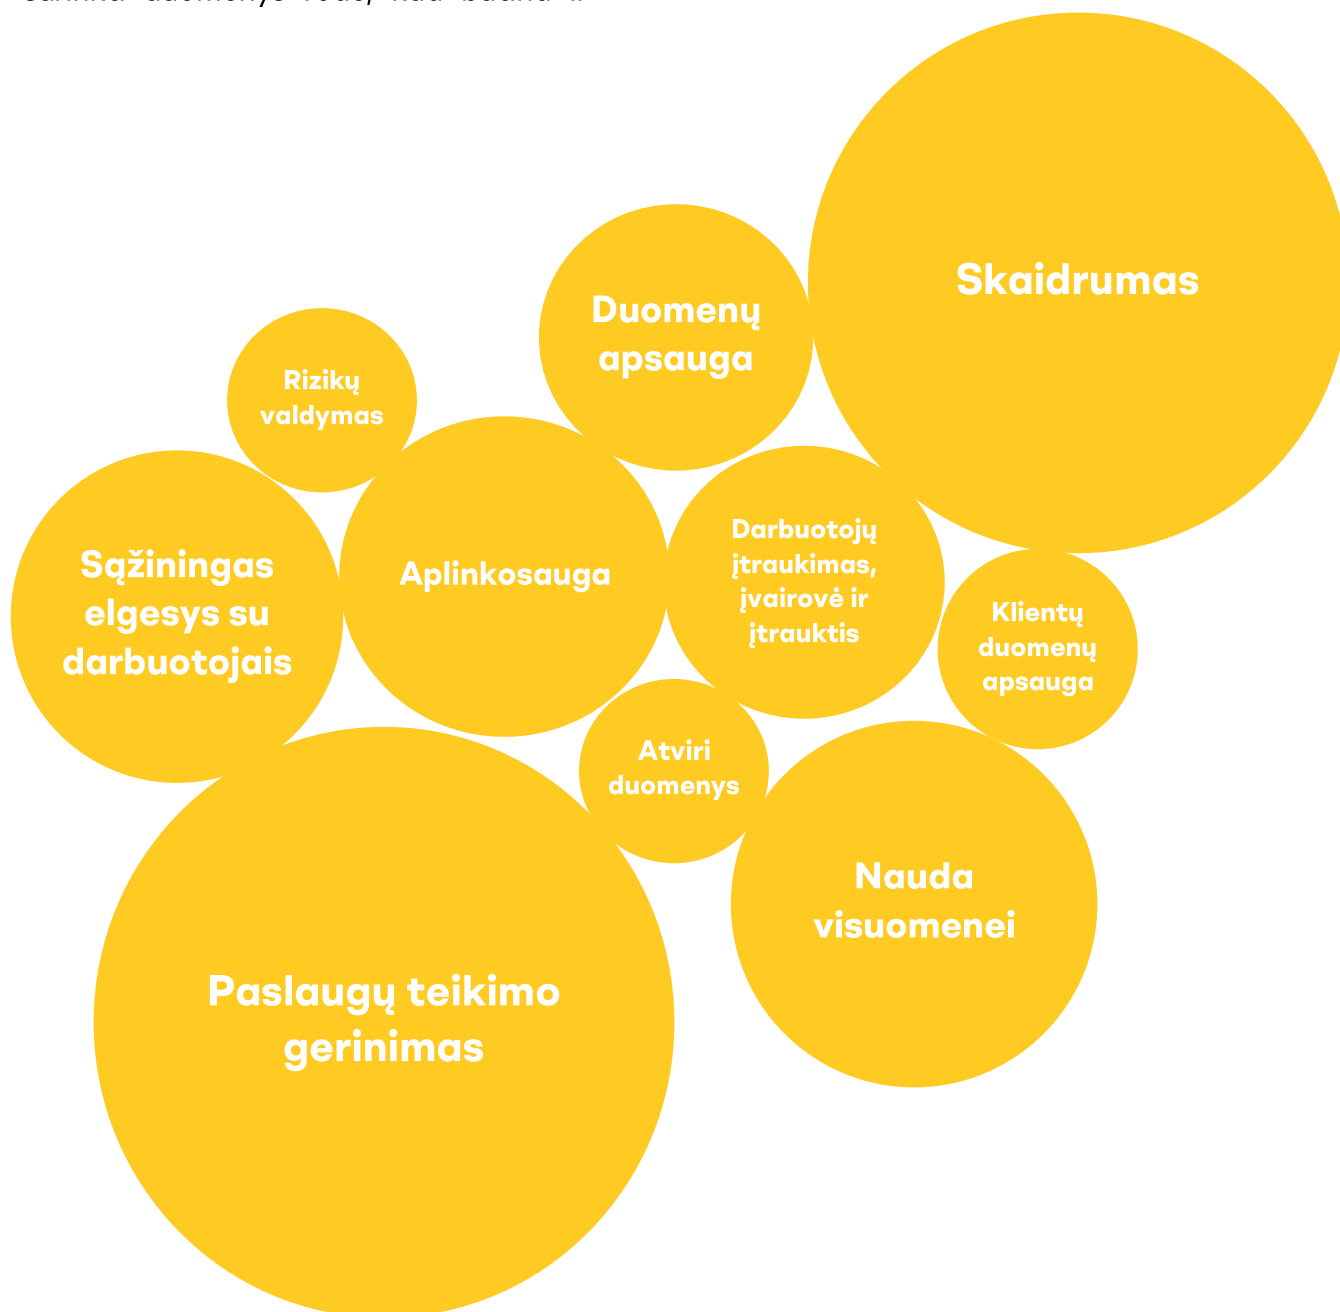 Skaidrumas
Duomenų
apsauga
Rizikų
valdymas
Sąžiningas
elgesys su
darbuotojais
Aplinkosauga
Darbuotojų
įtraukimas,
įvairovė ir
įtrauktis
Klientų
duomenų
apsauga
Atviri
duomenys
Nauda
visuomenei
Paslaugų teikimo
gerinimas